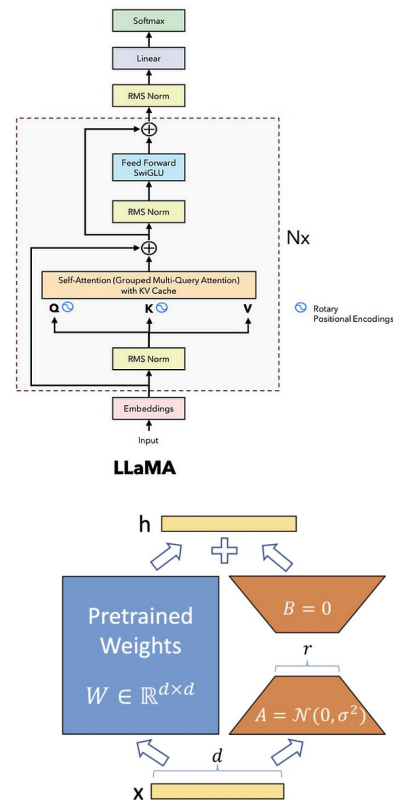 Softmax
Linear
RMS Norm
Feed Forward
SwiGLU
RMS Norm
Nx
Self-Attention (Grouped Multi-Query Attention)
with KV Cache
Q K V
Rotary
Positional Encodings
RMS Norm
Embeddings
Input
LLaMA
h
Pretrained
Weights
W ∈ ℝ^{d×d}
B = 0
r
A = 𝒩(0, σ²)
d
x